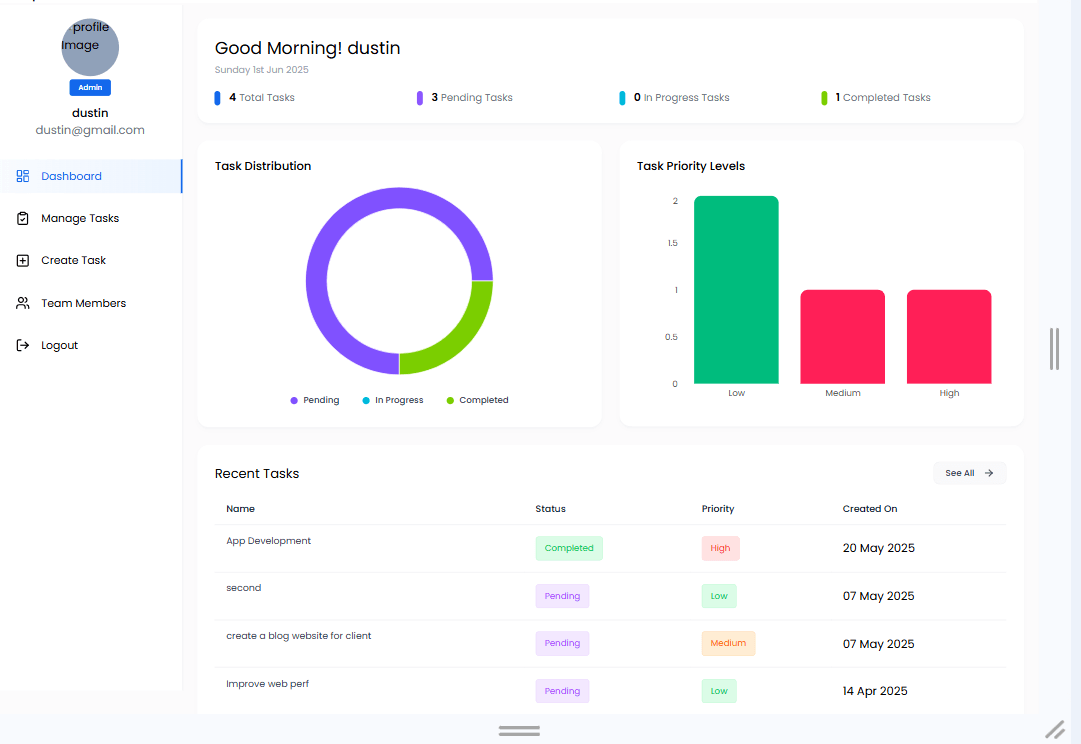 profile
Image
Admin
dustin
dustin@gmail.com
Dashboard
Manage Tasks
Create Task
Team Members
Logout
Good Morning! dustin
Sunday 1st Jun 2025
4 Total Tasks
3 Pending Tasks
0 In Progress Tasks
1 Completed Tasks
Task Distribution
Pending
In Progress
Completed
Task Priority Levels
2
1.5
1
0.5
0
Low
Medium
High
Recent Tasks
See All
Name Status Priority Created On
App Development Completed High 20 May 2025
second Pending Low 07 May 2025
create a blog website for client Pending Medium 07 May 2025
Improve web perf Pending Low 14 Apr 2025